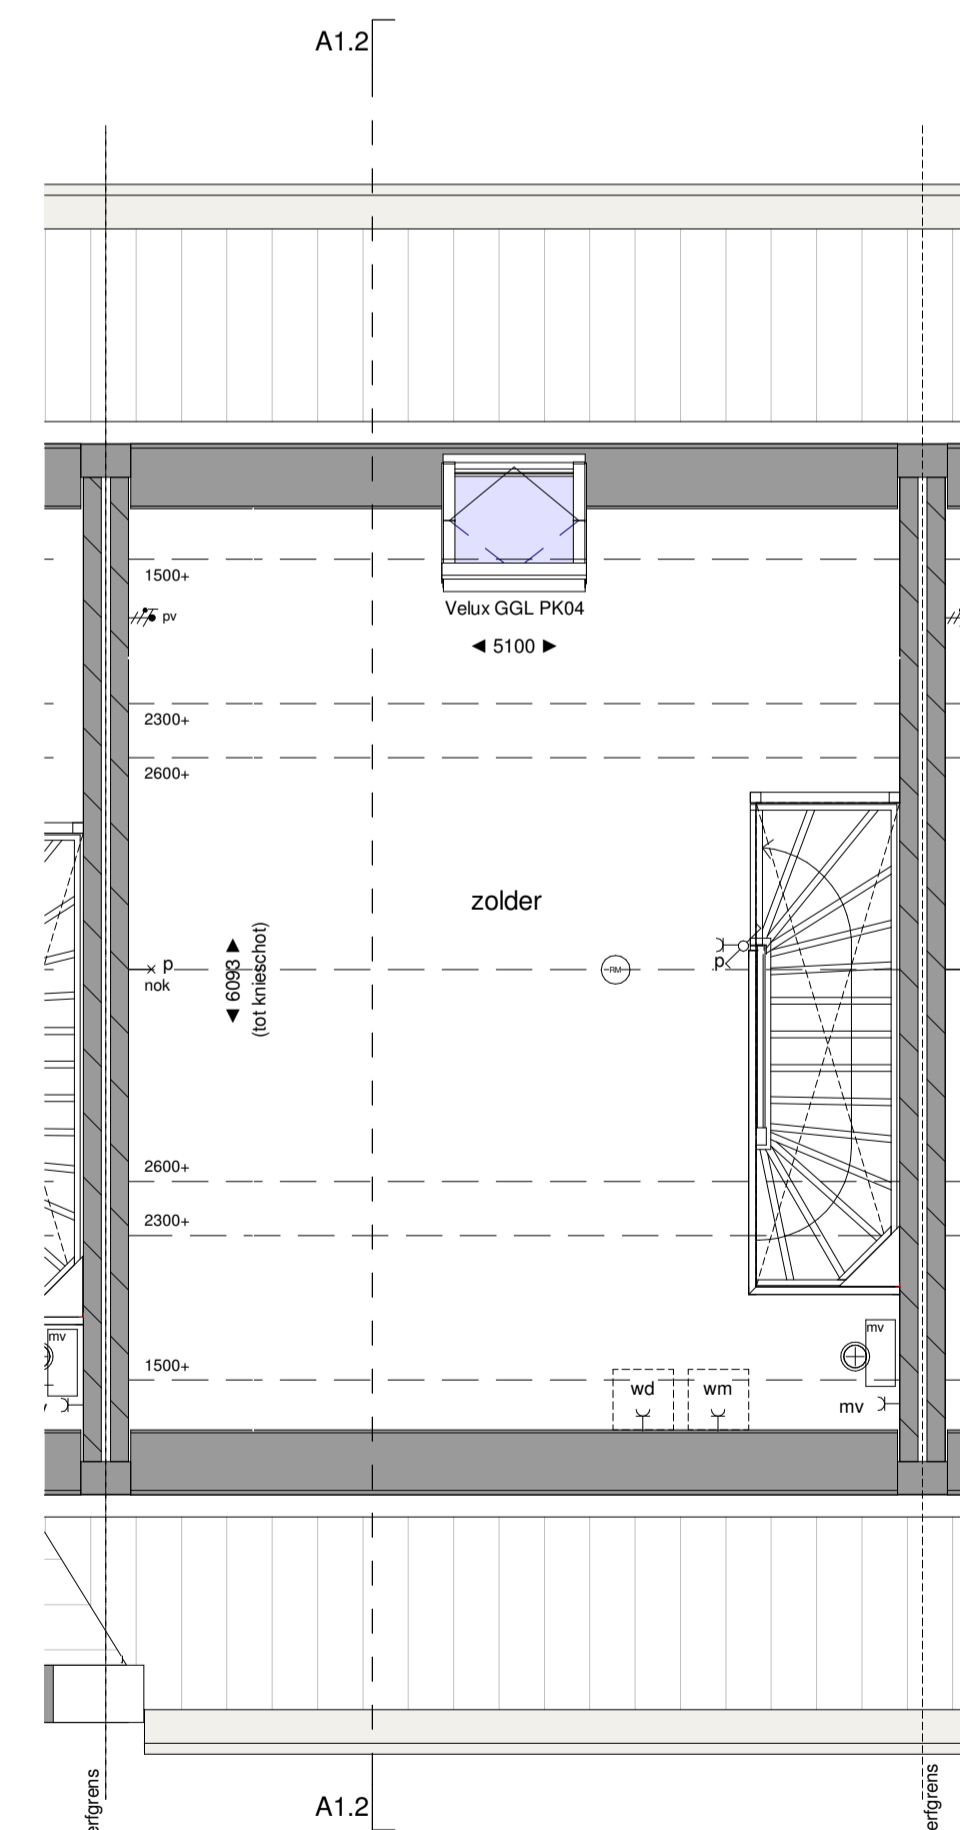 A1.2
1500+
Velux GGL PK04
pv
◄ 5100 ►
2300+
2600+
zolder
p
p
nok
◄ 6093 ►
(tot knieschot)
RM
2600+
2300+
mv
mv
1500+
wd
wm
mv
A1.2
erfgrens
erfgrens